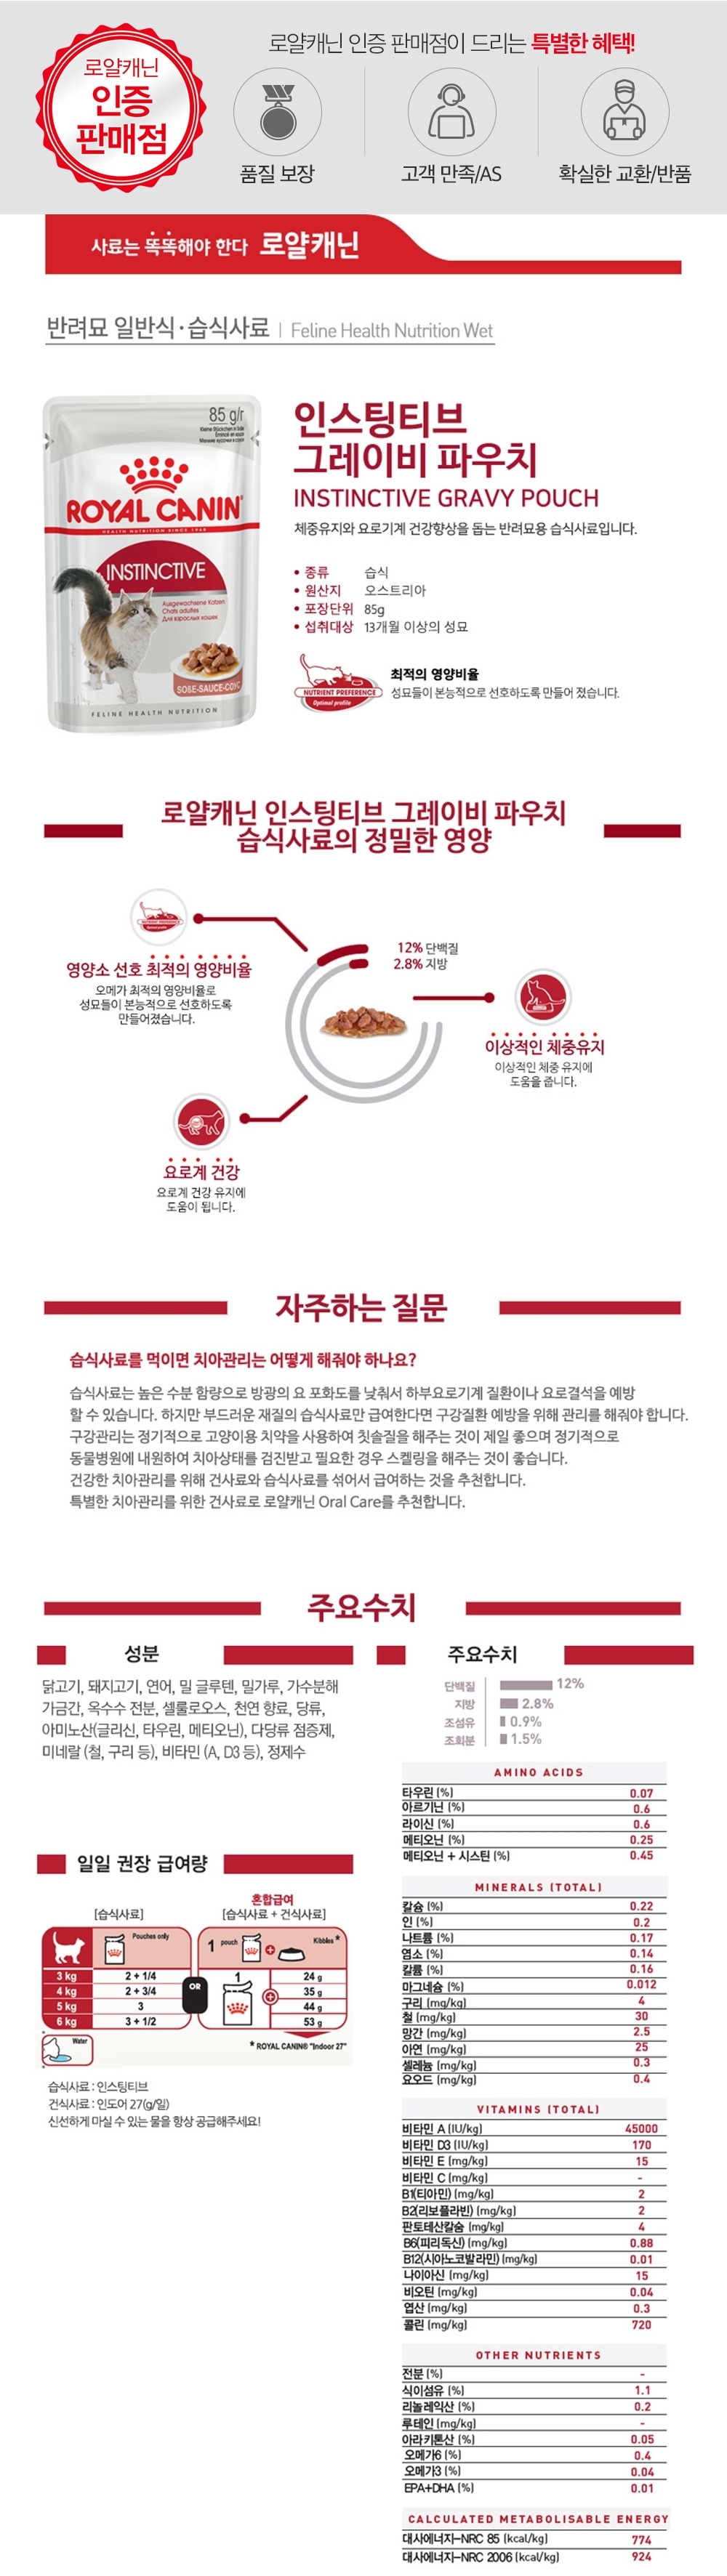 로얄캐닌 인증 판매점이 드리는 특별한 혜택!
로얄캐닌
인증
판매점
품질 보장
고객 만족/AS
확실한 교환/반품
사료는 똑똑해야 한다 로얄캐닌
반려묘 일반식·습식사료 | Feline Health Nutrition Wet
85 g/r
ROYAL CANIN
HEALTH NUTRITION SINCE 1968
INSTINCTIVE
Ausgewachsene Katzen
Chats adultes
Для взрослых кошек
SOßE-SAUCE-СОУС
FELINE HEALTH NUTRITION
인스팅티브
그레이비 파우치
INSTINCTIVE GRAVY POUCH
체중유지와 요로기계 건강향상을 돕는 반려묘용 습식사료입니다.
• 종류 습식
• 원산지 오스트리아
• 포장단위 85g
• 섭취대상 13개월 이상의 성묘
NUTRIENT PREFERENCE
Optimal profile
최적의 영양비율
성묘들이 본능적으로 선호하도록 만들어 졌습니다.
로얄캐닌 인스팅티브 그레이비 파우치
습식사료의 정밀한 영양
12% 단백질
2.8% 지방
영양소 선호 최적의 영양비율
오메가 최적의 영양비율로
성묘들이 본능적으로 선호하도록
만들어졌습니다.
이상적인 체중유지
이상적인 체중 유지에
도움을 줍니다.
요로계 건강
요로계 건강 유지에
도움이 됩니다.
자주하는 질문
습식사료를 먹이면 치아관리는 어떻게 해줘야 하나요?
습식사료는 높은 수분 함량으로 방광의 요 포화도를 낮춰서 하부요로기계 질환이나 요로결석을 예방
할 수 있습니다. 하지만 부드러운 재질의 습식사료만 급여한다면 구강질환 예방을 위해 관리를 해줘야 합니다.
구강관리는 정기적으로 고양이용 치약을 사용하여 칫솔질을 해주는 것이 제일 좋으며 정기적으로
동물병원에 내원하여 치아상태를 검진받고 필요한 경우 스켈링을 해주는 것이 좋습니다.
건강한 치아관리를 위해 건사료와 습식사료를 섞어서 급여하는 것을 추천합니다.
특별한 치아관리를 위한 건사료로 로얄캐닌 Oral Care를 추천합니다.
주요수치
성분
닭고기, 돼지고기, 연어, 밀 글루텐, 밀가루, 가수분해
가금간, 옥수수 전분, 셀룰로오스, 천연 향료, 당류,
아미노산(글리신, 타우린, 메티오닌), 다당류 점증제,
미네랄 (철, 구리 등), 비타민 (A, D3 등), 정제수
일일 권장 급여량
혼합급여
[습식사료] [습식사료 + 건식사료]
Pouches only
1 pouch
Kibbles *
3 kg 2 + 1/4 24 g
4 kg 2 + 3/4 35 g
5 kg 3 44 g
6 kg 3 + 1/2 53 g
OR
1
Water
* ROYAL CANIN® "Indoor 27"
습식사료 : 인스팅티브
건식사료 : 인도어 27(g/일)
신선하게 마실 수 있는 물을 항상 공급해주세요!
주요수치
단백질 12%
지방 2.8%
조섬유 0.9%
조회분 1.5%
AMINO ACIDS
타우린 (%) 0.07
아르기닌 (%) 0.6
라이신 (%) 0.6
메티오닌 (%) 0.25
메티오닌 + 시스틴 (%) 0.45
MINERALS (TOTAL)
칼슘 (%) 0.22
인 (%) 0.2
나트륨 (%) 0.17
염소 (%) 0.14
칼륨 (%) 0.16
마그네슘 (%) 0.012
구리 (mg/kg) 4
철 (mg/kg) 30
망간 (mg/kg) 2.5
아연 (mg/kg) 25
셀레늄 (mg/kg) 0.3
요오드 (mg/kg) 0.4
VITAMINS (TOTAL)
비타민 A (IU/kg) 45000
비타민 D3 (IU/kg) 170
비타민 E (mg/kg) 15
비타민 C (mg/kg) -
B1(티아민) (mg/kg) 2
B2(리보플라빈) (mg/kg) 2
판토테산칼슘 (mg/kg) 4
B6(피리독신) (mg/kg) 0.88
B12(시아노코발라민) (mg/kg) 0.01
나이아신 (mg/kg) 15
비오틴 (mg/kg) 0.04
엽산 (mg/kg) 0.3
콜린 (mg/kg) 720
OTHER NUTRIENTS
전분 (%) -
식이섬유 (%) 1.1
리놀레익산 (%) 0.2
루테인 (mg/kg) -
아라키톤산 (%) 0.05
오메가6 (%) 0.4
오메가3 (%) 0.04
EPA+DHA (%) 0.01
CALCULATED METABOLISABLE ENERGY
대사에너지-NRC 85 (kcal/kg) 774
대사에너지-NRC 2006 (kcal/kg) 924